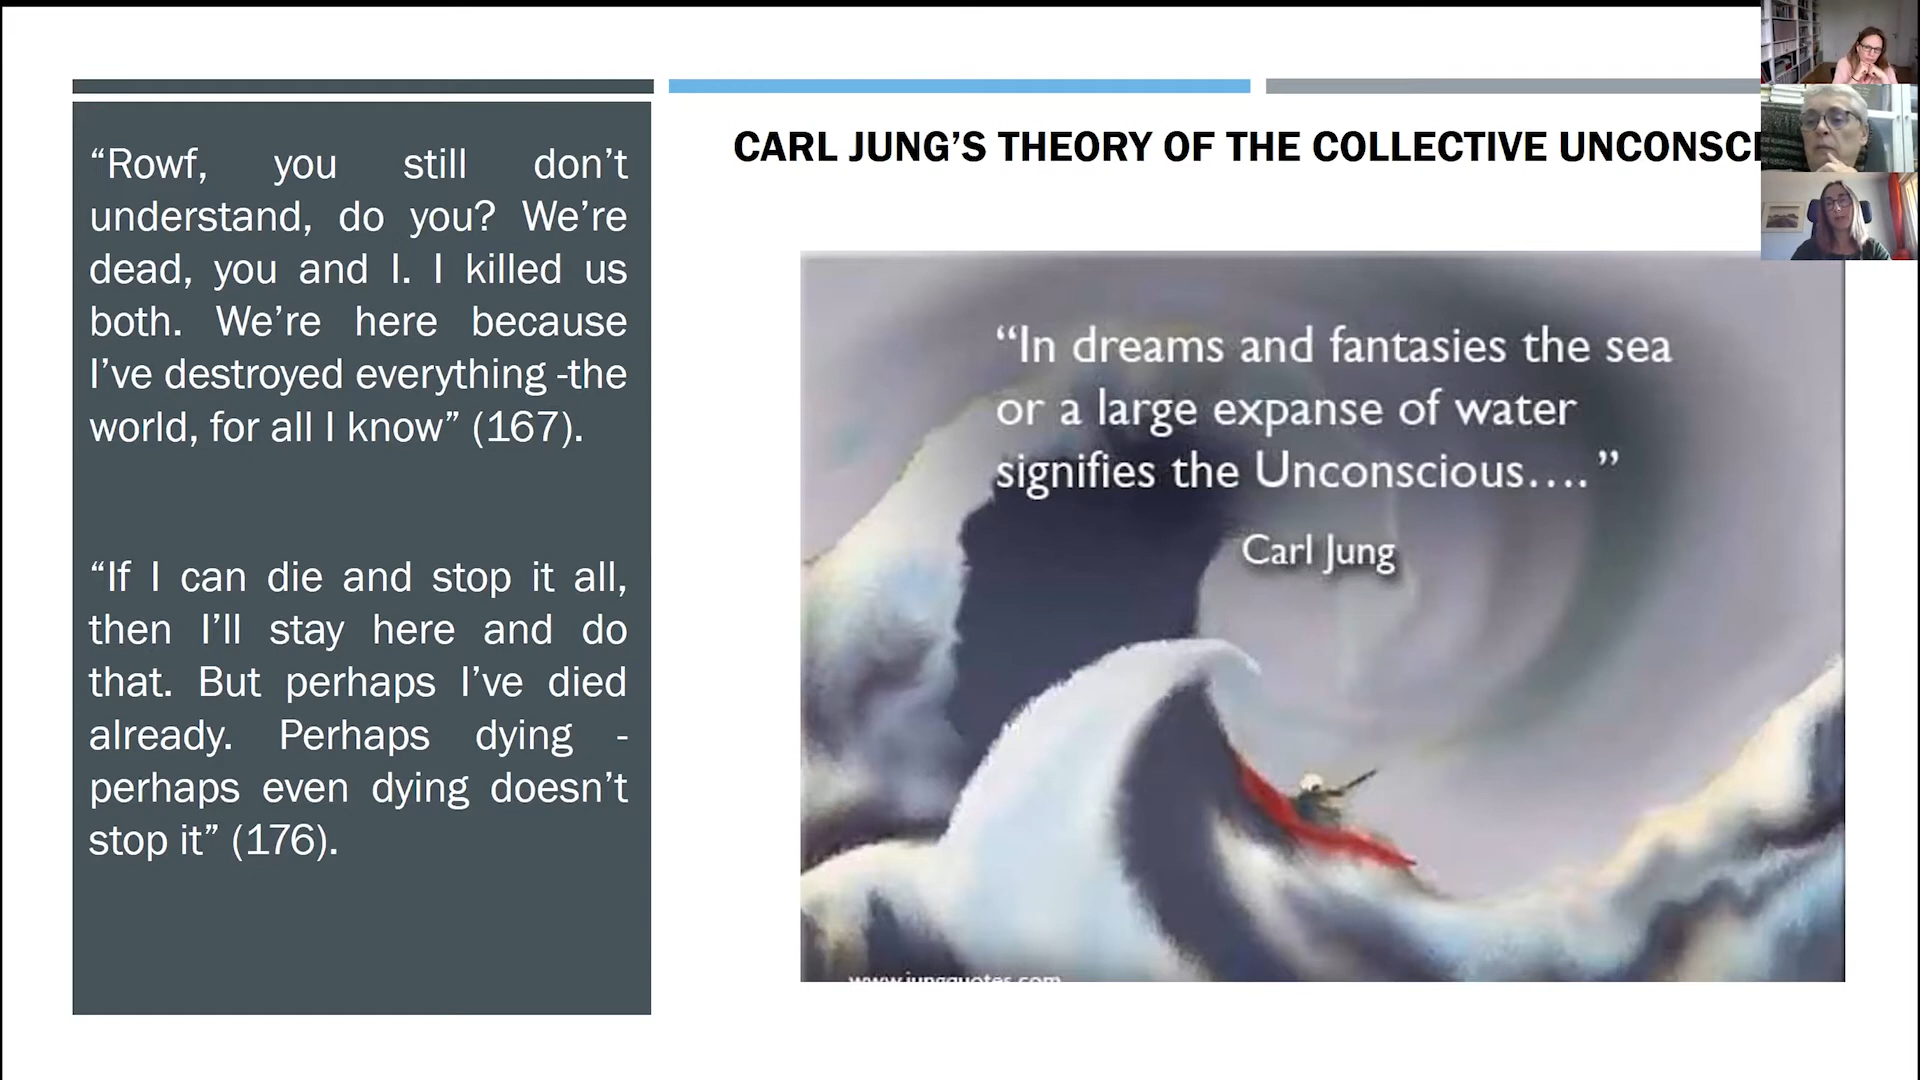 “Rowf, you still don’t
understand, do you? We’re
dead, you and I. I killed us
both. We’re here because
I’ve destroyed everything -the
world, for all I know” (167).
“If I can die and stop it all,
then I’ll stay here and do
that. But perhaps I’ve died
already. Perhaps dying -
perhaps even dying doesn’t
stop it” (176).
CARL JUNG’S THEORY OF THE COLLECTIVE UNCONSCI
“In dreams and fantasies the sea
or a large expanse of water
signifies the Unconscious....”
Carl Jung
www.jungquotes.com